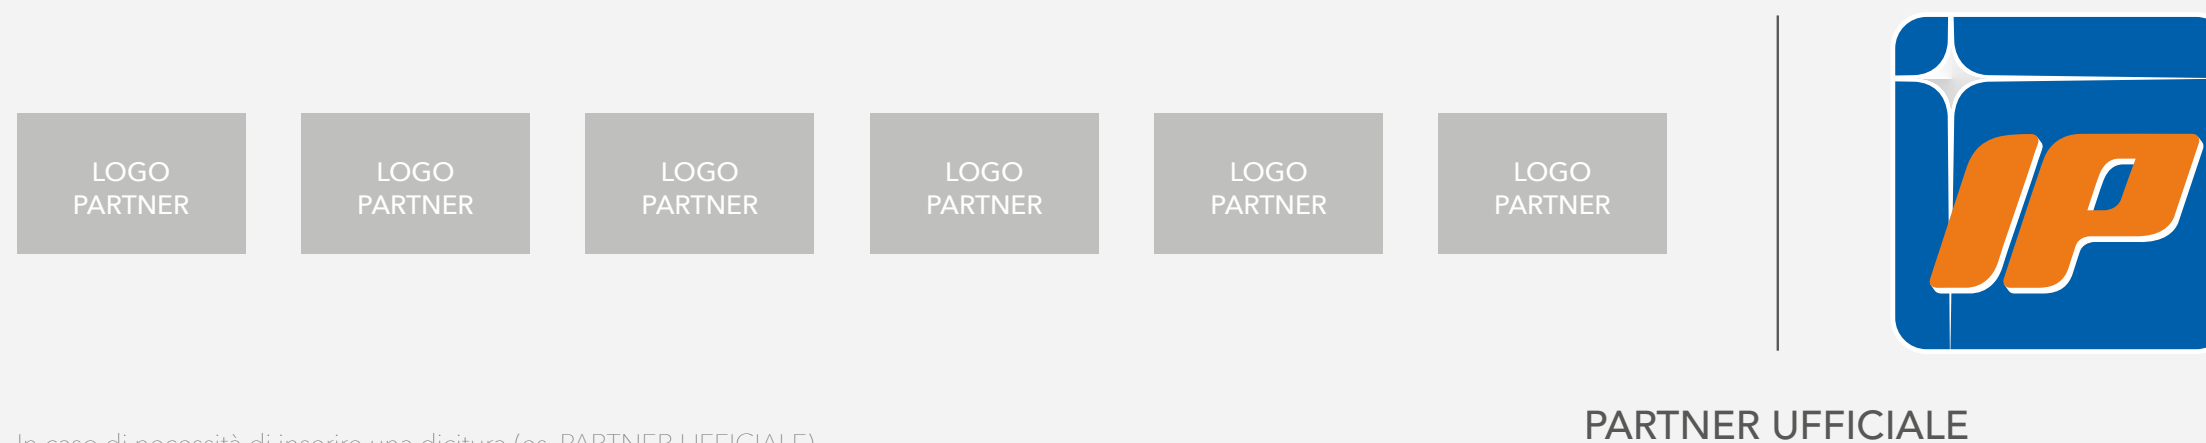 LOGO
PARTNER
LOGO
PARTNER
LOGO
PARTNER
LOGO
PARTNER
LOGO
PARTNER
LOGO
PARTNER
IP
PARTNER UFFICIALE
In caso di necessità di inserire una dicitura (es. PARTNER UFFICIALE)